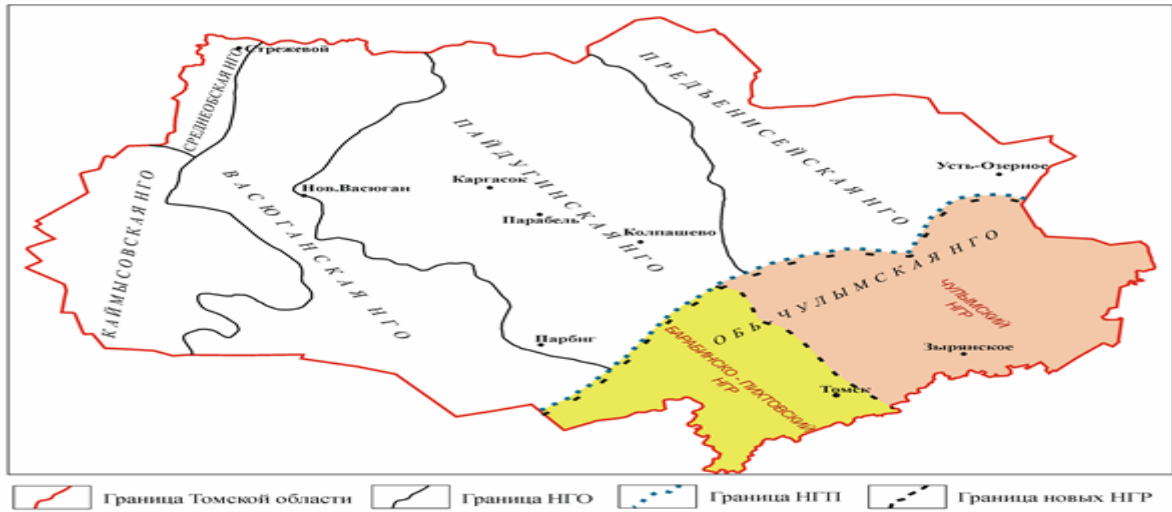 Стрежевой
СРЕДНЕОБСКАЯ НГО
ПРЕДЪЕНИСЕЙСКАЯ НГО
ПАЙДУГИНСКАЯ НГО
Усть-Озерное
КАЙМЫСОВСКАЯ НГО
ВАСЮГАНСКАЯ НГО
Нов.Васюган
Каргасок
Парабель
Колпашево
ОБЬ-ЧУЛЫМСКАЯ НГО
ЧУЛЫМСКИЙ
НГР
Парбиг
БАРАБИНСКО - ПИХТОВСКИЙ
НГР
Зырянское
Томск
Граница Томской области
Граница НГО
Граница НГП
Граница новых НГР